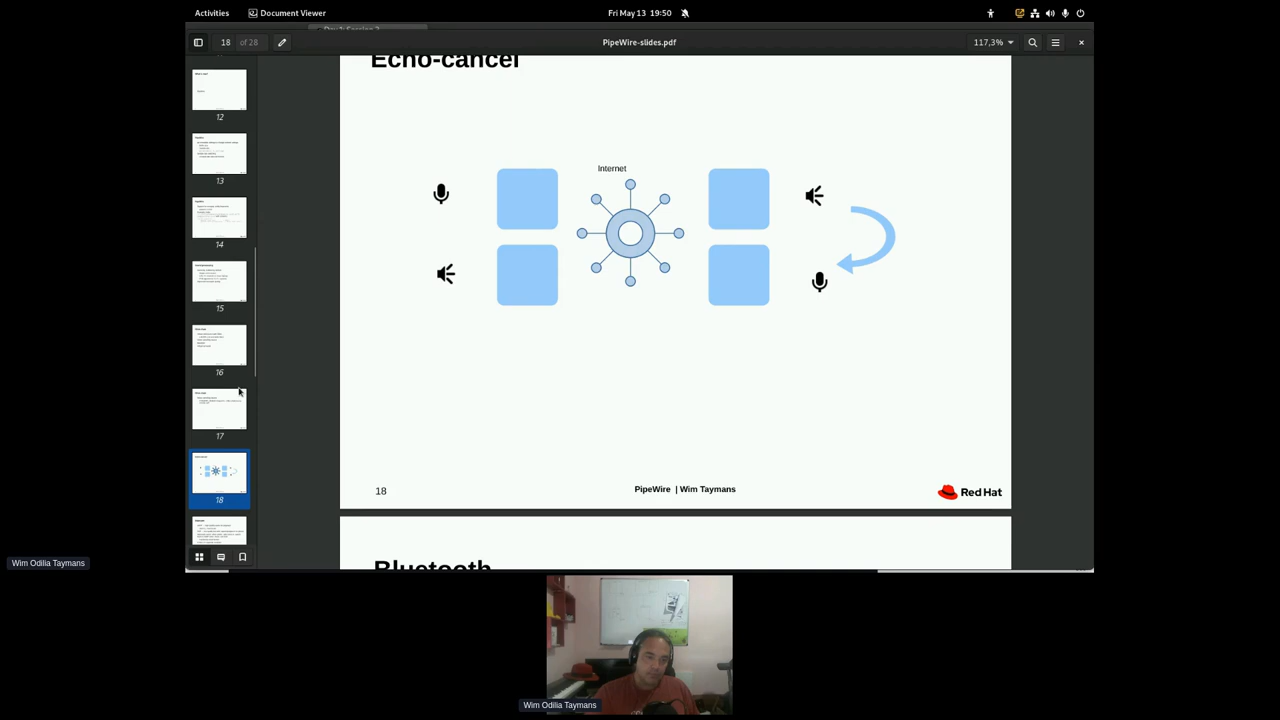 Activities
Document Viewer
Fri May 13 19:50
18 of 28
PipeWire-slides.pdf
117,3%
12
13
14
15
16
17
18
Echo-cancel
Internet
18
PipeWire | Wim Taymans
Red Hat
Bluetooth
Wim Odilia Taymans
Wim Odilia Taymans